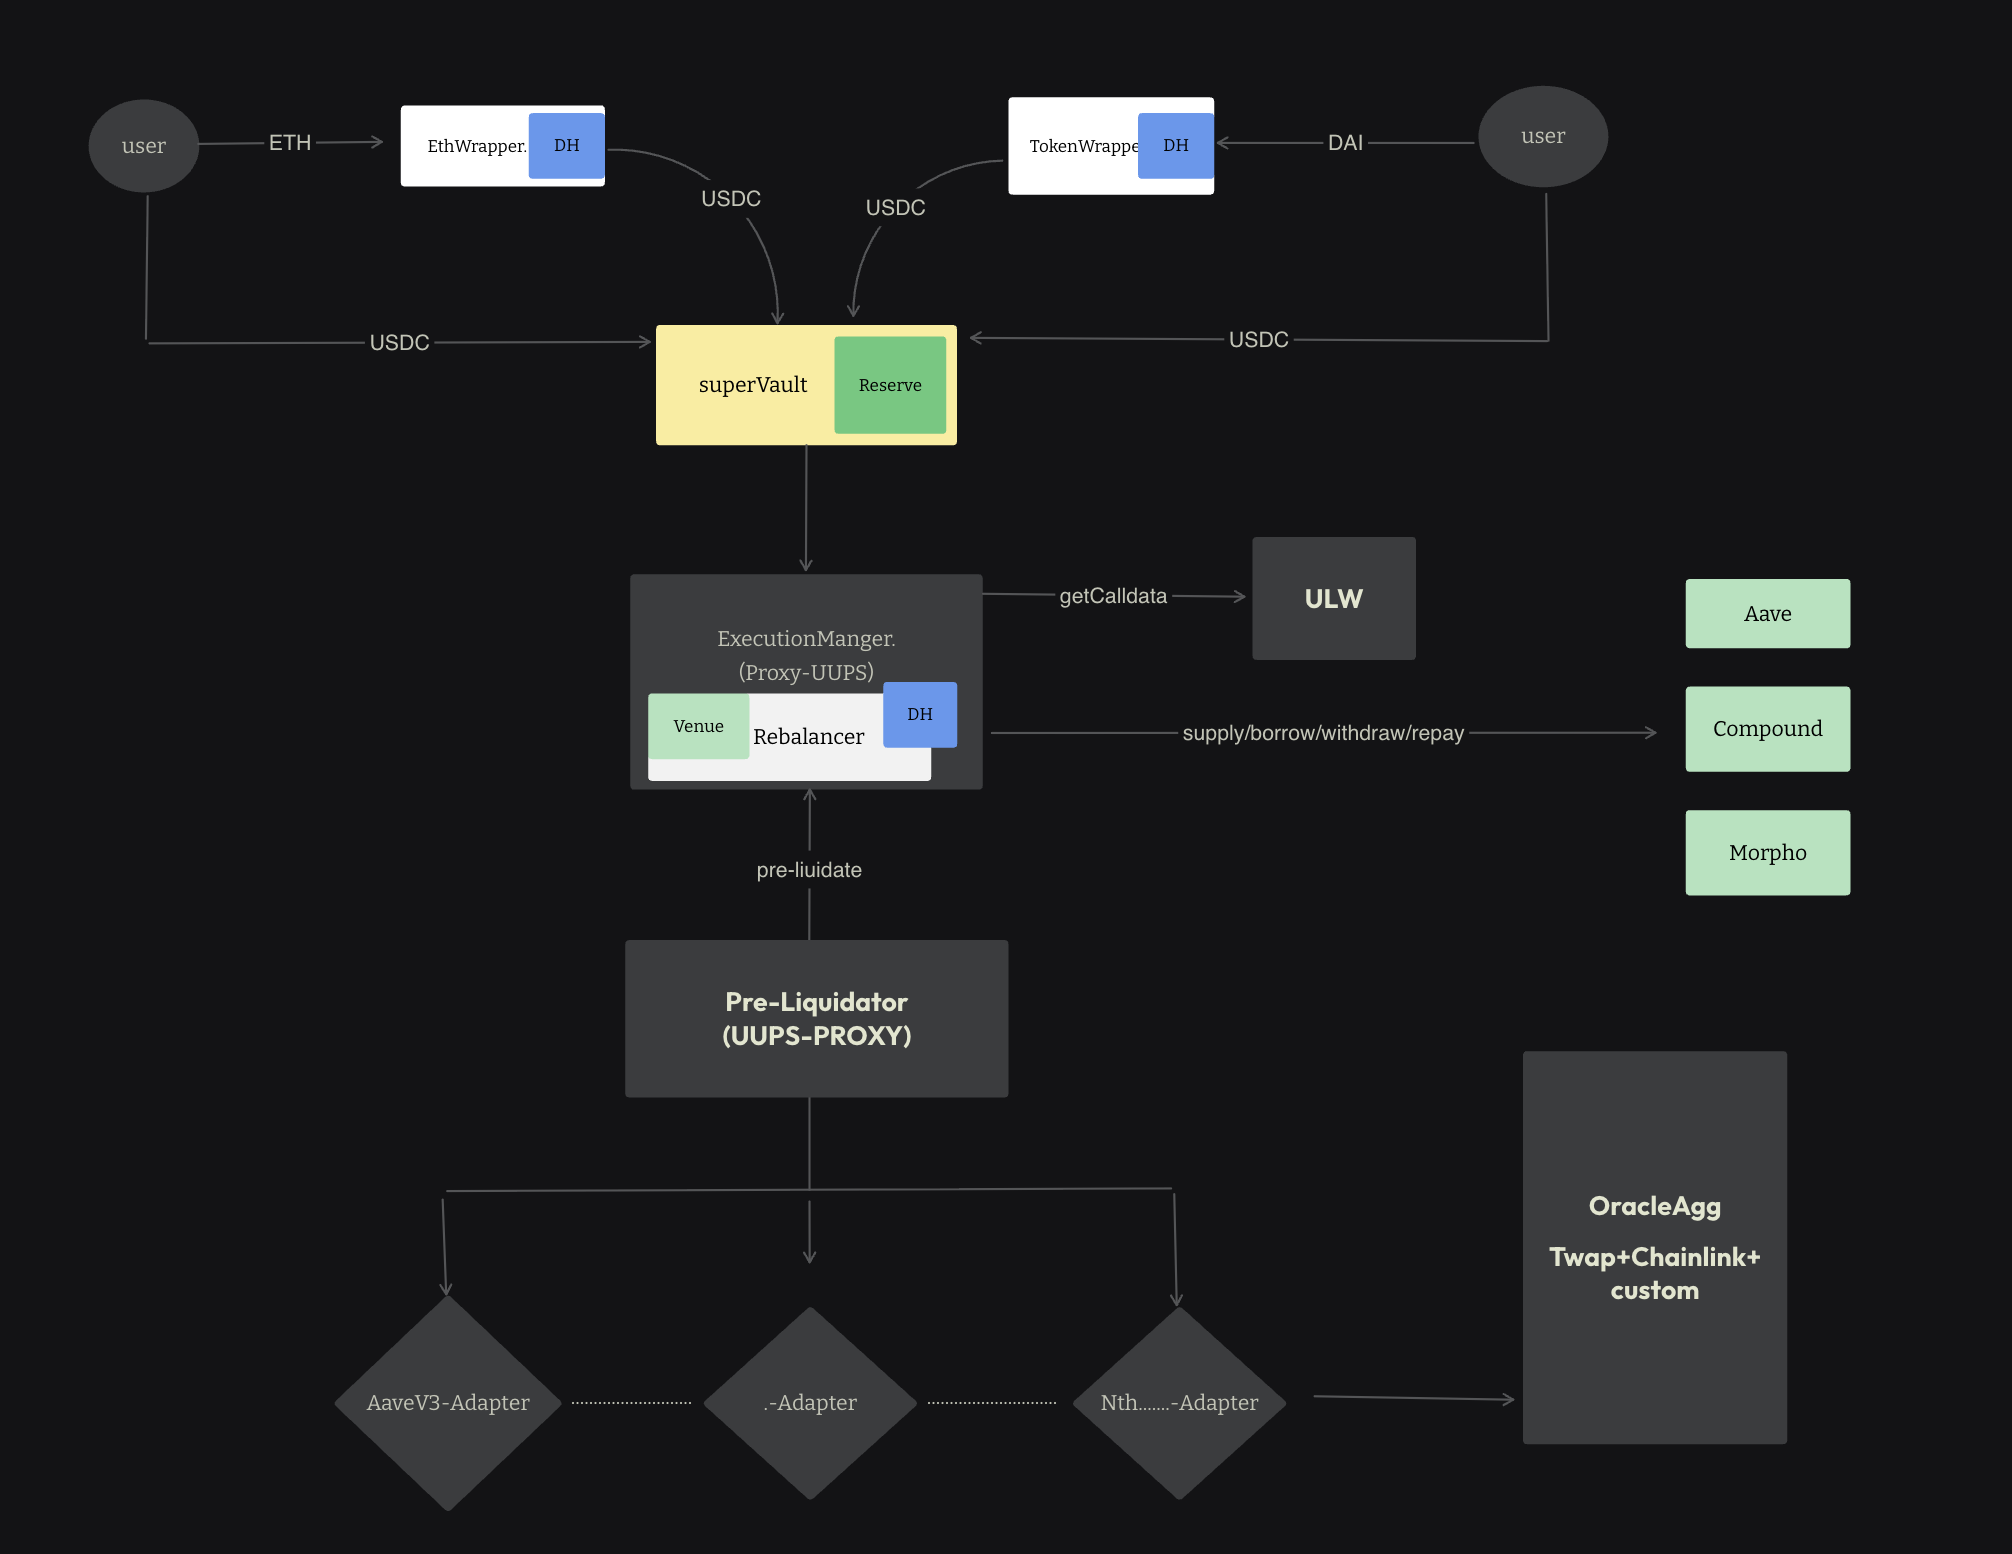 user
ETH
EthWrapper.
DH
TokenWrappe
DH
DAI
user
USDC
USDC
USDC
USDC
superVault
Reserve
getCalldata
ULW
Aave
ExecutionManger.
(Proxy-UUPS)
Venue
Rebalancer
DH
supply/borrow/withdraw/repay
Compound
Morpho
pre-liuidate
Pre-Liquidator
(UUPS-PROXY)
OracleAgg
Twap+Chainlink+
custom
AaveV3-Adapter
.-Adapter
Nth.......-Adapter